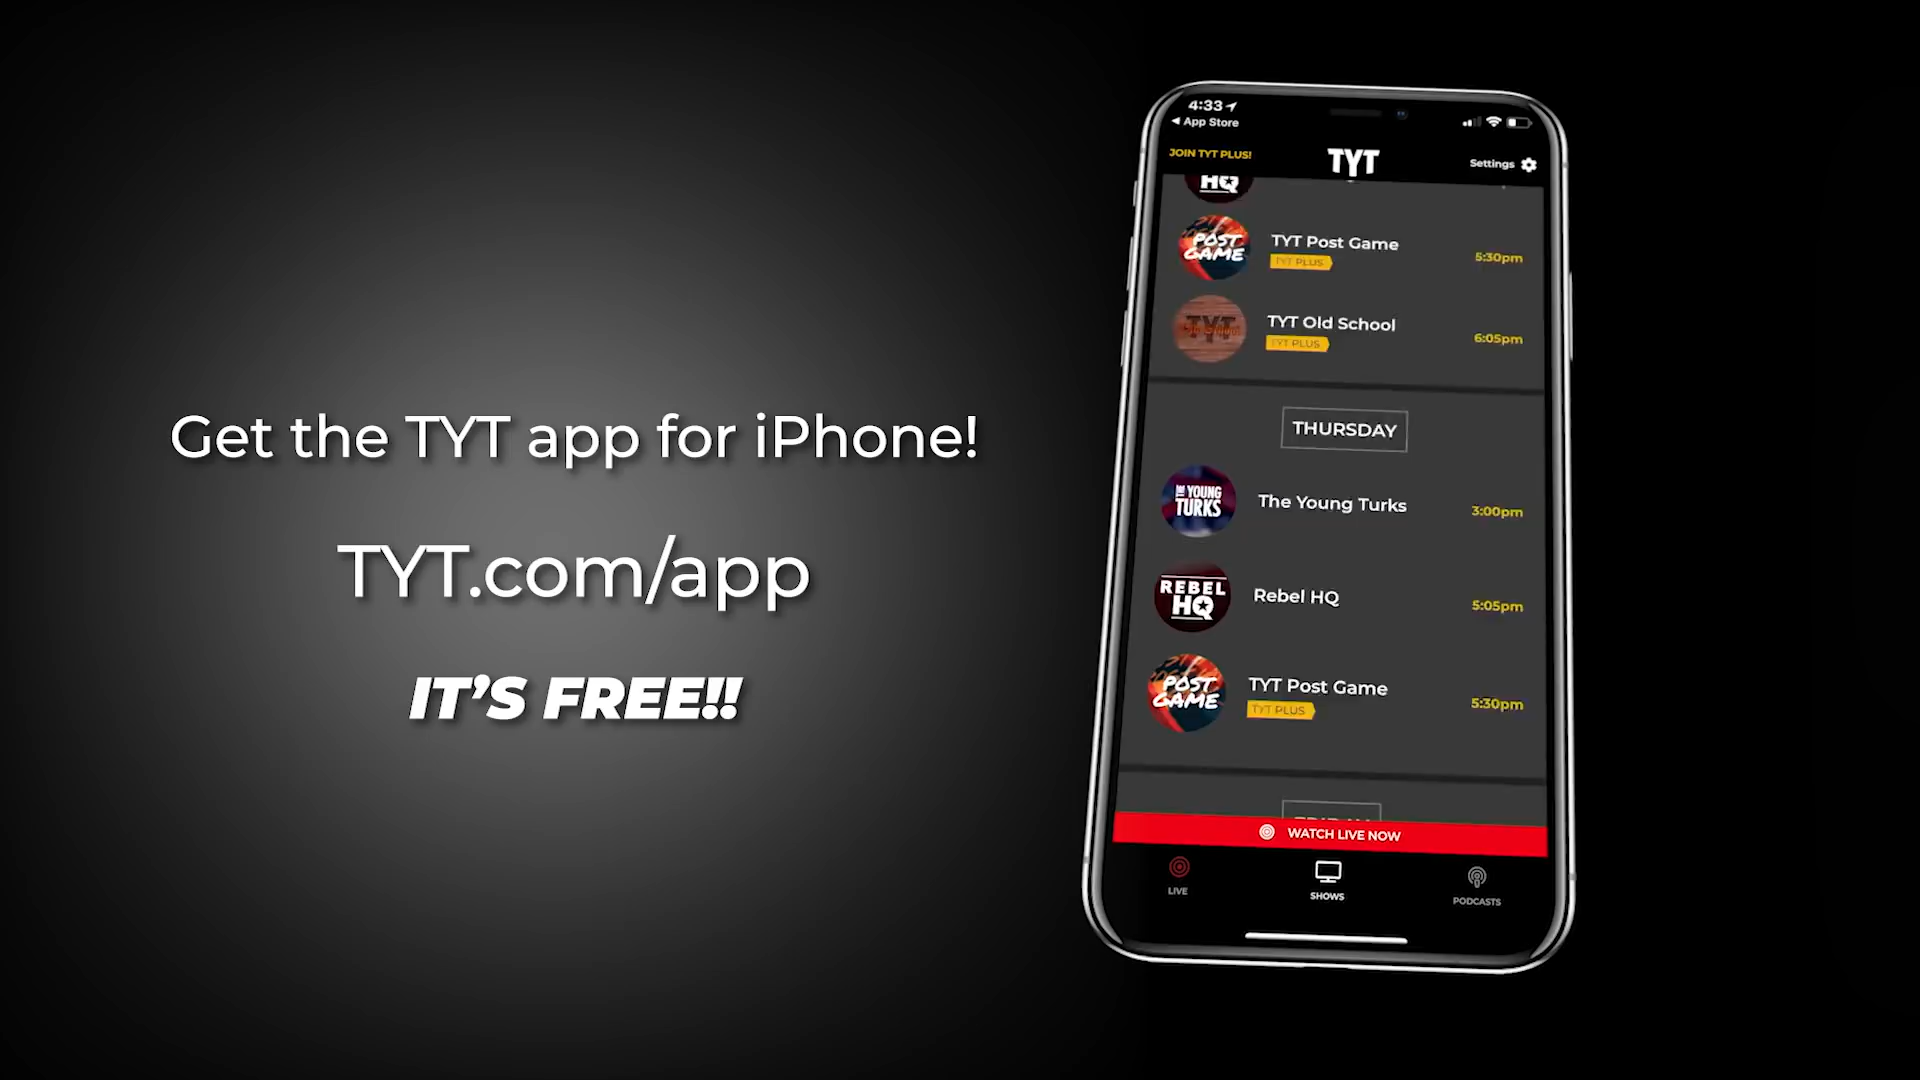 Get the TYT app for iPhone!
TYT.com/app
IT'S FREE!!
4:33
App Store
JOIN TYT PLUS!
TYT
Settings
HQ
POST GAME
TYT Post Game
TYT PLUS
5:30pm
TYT
TYT Old School
TYT PLUS
6:05pm
THURSDAY
THE YOUNG TURKS
The Young Turks
3:00pm
REBEL HQ
Rebel HQ
5:05pm
POST GAME
TYT Post Game
TYT PLUS
5:30pm
WATCH LIVE NOW
LIVE
SHOWS
PODCASTS